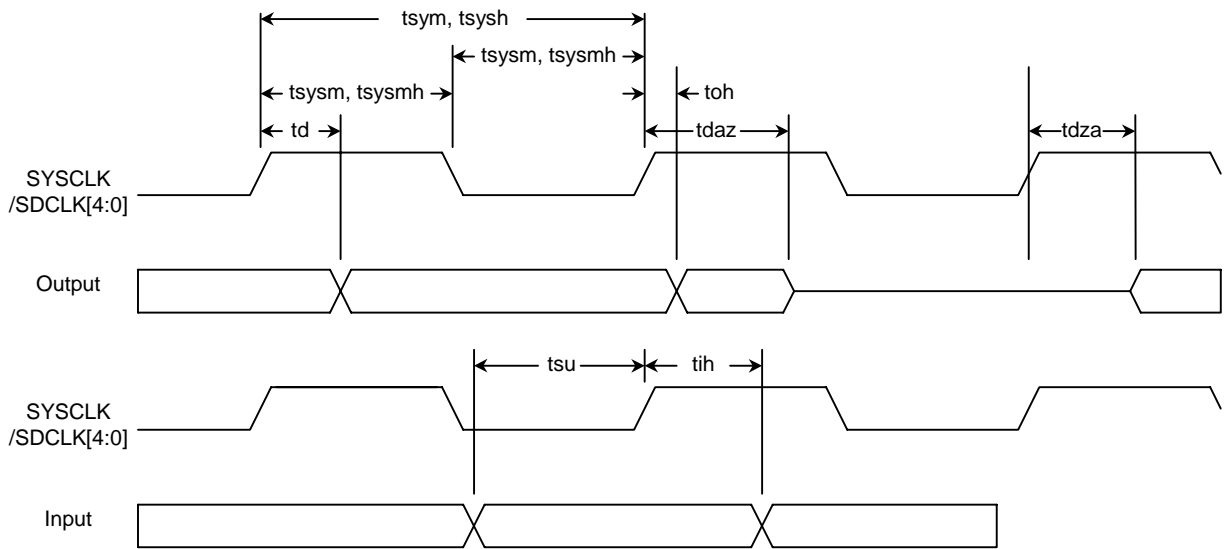 tsym, tsysh
tsysm, tsysmh
tsysm, tsysmh
toh
td
tdaz
tdza
SYSCLK
/SDCLK[4:0]
Output
tsu
tih
SYSCLK
/SDCLK[4:0]
Input